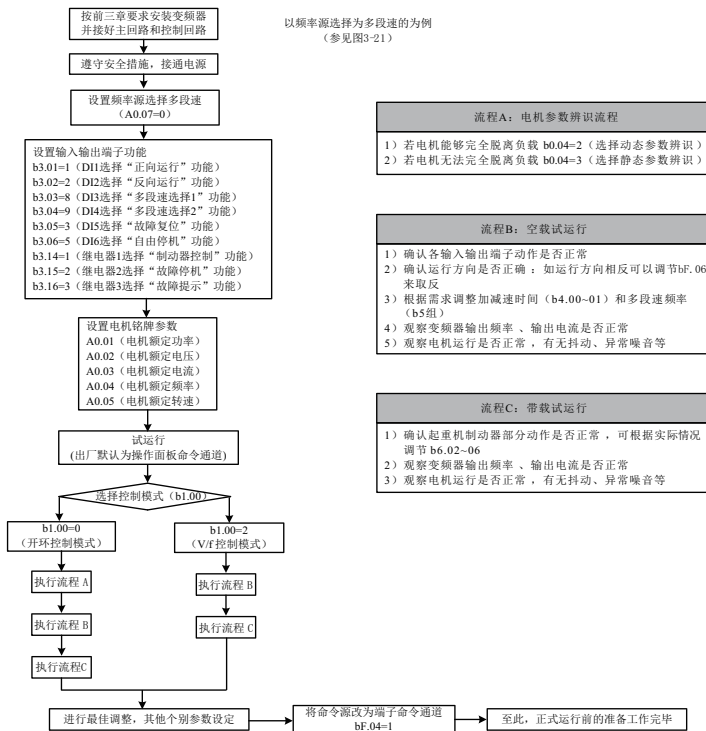 按前三章要求安装变频器
并接好主回路和控制回路
以频率源选择为多段速的为例
（参见图3-21）
遵守安全措施，接通电源
设置频率源选择多段速
（A0.07=0）
设置输入输出端子功能
b3.01=1（DI1选择“正向运行”功能）
b3.02=2（DI2选择“反向运行”功能）
b3.03=8（DI3选择“多段速选择1”功能）
b3.04=9（DI4选择“多段速选择2”功能）
b3.05=3（DI5选择“故障复位”功能）
b3.06=5（DI6选择“自由停机”功能）
b3.14=1（继电器1选择“制动器控制”功能）
b3.15=2（继电器2选择“故障停机”功能）
b3.16=3（继电器3选择“故障提示”功能）
设置电机铭牌参数
A0.01（电机额定功率）
A0.02（电机额定电压）
A0.03（电机额定电流）
A0.04（电机额定频率）
A0.05（电机额定转速）
试运行
(出厂默认为操作面板命令通道)
选择控制模式（b1.00）
b1.00=0
（开环控制模式）
b1.00=2
（V/f 控制模式）
执行流程 A
执行流程 B
执行流程 B
执行流程 C
执行流程C
进行最佳调整，其他个别参数设定
将命令源改为端子命令通道
bF.04=1
至此，正式运行前的准备工作完毕
流程A：电机参数辨识流程
1）若电机能够完全脱离负载 b0.04=2（选择动态参数辨识）
2）若电机无法完全脱离负载 b0.04=3（选择静态参数辨识）
流程B：空载试运行
1）确认各输入输出端子动作是否正常
2）确认运行方向是否正确 ：如运行方向相反可以调节bF.06
来取反
3）根据需求调整加减速时间（b4.00~01）和多段速频率
（b5组）
4）观察变频器输出频率 、输出电流是否正常
5）观察电机运行是否正常 ，有无抖动、异常噪音等
流程C：带载试运行
1）确认起重机制动器部分动作是否正常 ，可根据实际情况
调节 b6.02~06
2）观察变频器输出频率 、输出电流是否正常
3）观察电机运行是否正常 ，有无抖动、异常噪音等